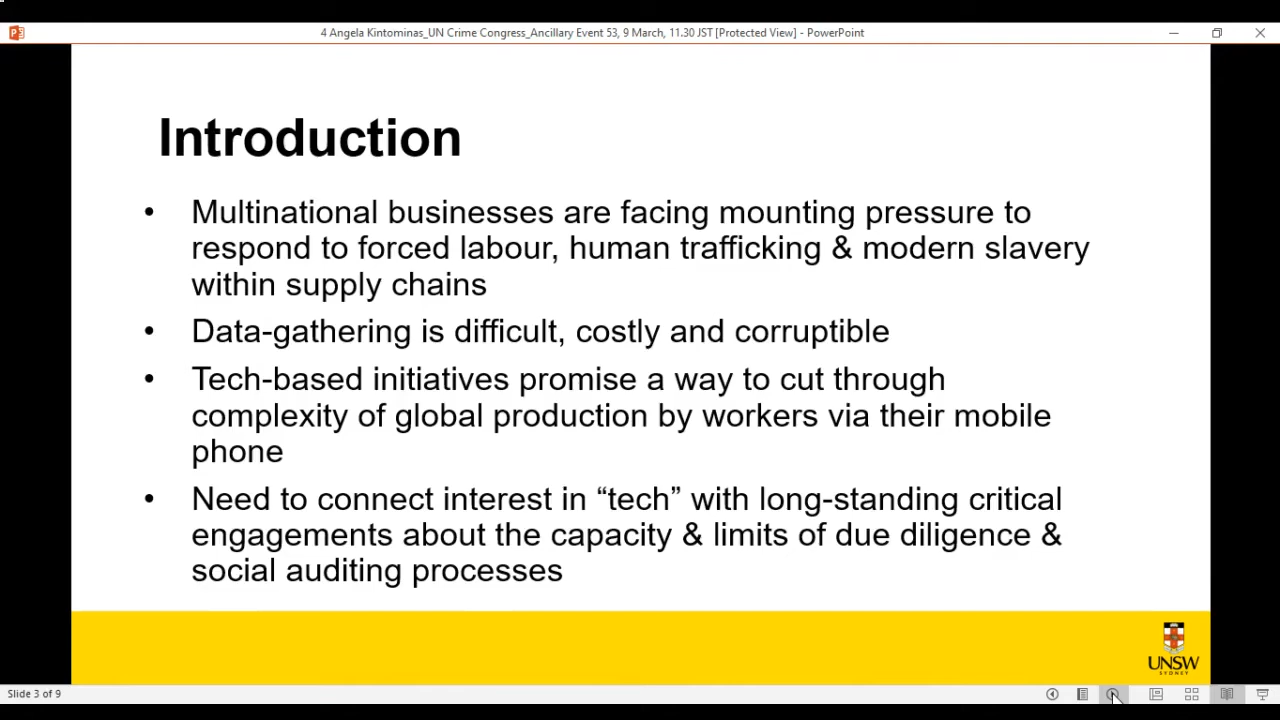 4 Angela Kintominas_UN Crime Congress_Ancillary Event 53, 9 March, 11.30 JST [Protected View] - PowerPoint
Introduction
• Multinational businesses are facing mounting pressure to
respond to forced labour, human trafficking & modern slavery
within supply chains
• Data-gathering is difficult, costly and corruptible
• Tech-based initiatives promise a way to cut through
complexity of global production by workers via their mobile
phone
• Need to connect interest in “tech” with long-standing critical
engagements about the capacity & limits of due diligence &
social auditing processes
UNSW
SYDNEY
Slide 3 of 9